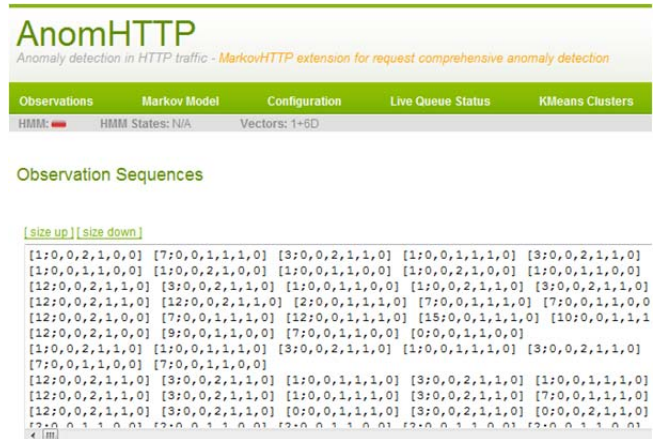 AnomHTTP
Anomaly detection in HTTP traffic - MarkovHTTP extension for request comprehensive anomaly detection
Observations Markov Model Configuration Live Queue Status KMeans Clusters
HMM: HMM States: N/A Vectors: 1+6D
Observation Sequences
[ size up ] [ size down ]
[1;0,0,2,1,0,0] [7;0,0,1,1,1,0] [3;0,0,2,1,1,0] [1;0,0,1,1,1,0] [3;0,0,2,1,1,0]
[1;0,0,1,1,0,0] [1;0,0,2,1,0,0] [1;0,0,1,1,0,0] [1;0,0,2,1,0,0] [1;0,0,1,1,0,0]
[12;0,0,2,1,1,0] [3;0,0,2,1,1,0] [1;0,0,1,1,0,0] [1;0,0,2,1,1,0] [3;0,0,2,1,1,0]
[12;0,0,2,1,1,0] [12;0,0,2,1,1,0] [2;0,0,1,1,1,0] [7;0,0,1,1,1,0] [7;0,0,1,1,0,0
[12;0,0,2,1,0,0] [7;0,0,1,1,1,0] [12;0,0,1,1,1,0] [15;0,0,1,1,1,0] [10;0,0,1,1,1
[12;0,0,2,1,0,0] [9;0,0,1,1,0,0] [7;0,0,1,1,0,0] [0;0,0,1,1,0,0]
[1;0,0,2,1,1,0] [1;0,0,1,1,1,0] [3;0,0,2,1,1,0] [1;0,0,1,1,1,0] [3;0,0,2,1,1,0]
[7;0,0,1,1,0,0] [7;0,0,1,1,0,0]
[12;0,0,2,1,1,0] [3;0,0,2,1,1,0] [1;0,0,1,1,1,0] [3;0,0,2,1,1,0] [1;0,0,1,1,1,0]
[12;0,0,2,1,1,0] [3;0,0,2,1,1,0] [1;0,0,1,1,1,0] [3;0,0,2,1,1,0] [7;0,0,1,1,1,0]
[12;0,0,2,1,1,0] [3;0,0,2,1,1,0] [0;0,0,1,1,1,0] [3;0,0,2,1,1,0] [0;0,0,2,1,1,0]